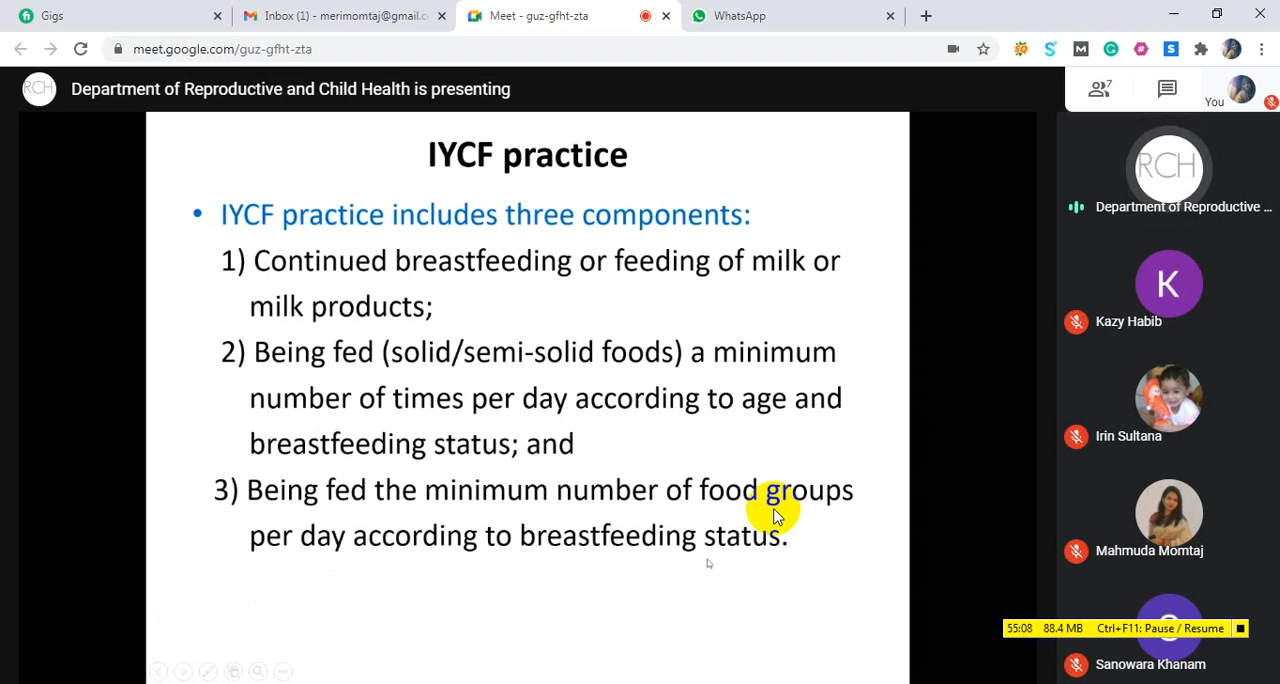 Gigs
Inbox (1) - merimomtaj@gmail.c
Meet - guz-gfht-zta
WhatsApp
meet.google.com/guz-gfht-zta
RCH
Department of Reproductive and Child Health is presenting
7
You
IYCF practice
• IYCF practice includes three components:
1) Continued breastfeeding or feeding of milk or
milk products;
2) Being fed (solid/semi-solid foods) a minimum
number of times per day according to age and
breastfeeding status; and
3) Being fed the minimum number of food groups
per day according to breastfeeding status.
RCH
Department of Reproductive ...
K
Kazy Habib
Irin Sultana
Mahmuda Momtaj
55:08 88.4 MB Ctrl+F11: Pause / Resume
Sanowara Khanam